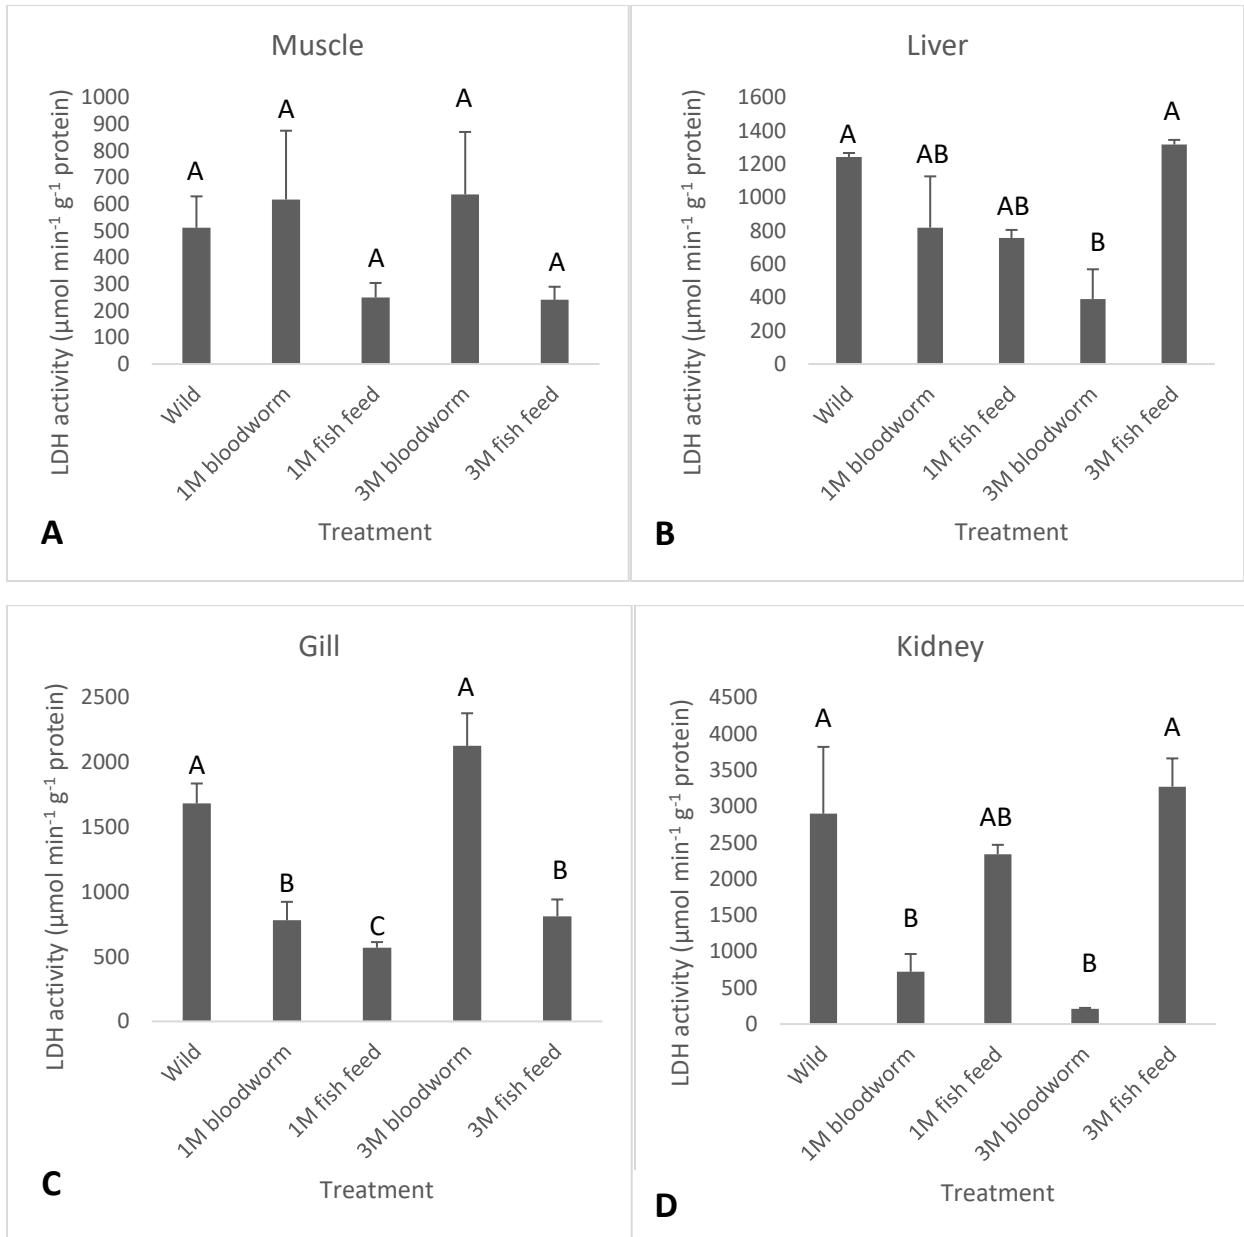 Muscle
LDH activity (µmol min⁻¹ g⁻¹ protein)
1000
900
800
700
600
500
400
300
200
100
0
A
A
A
A
A
Wild
1M bloodworm
1M fish feed
3M bloodworm
3M fish feed
Treatment
A
Liver
LDH activity (µmol min⁻¹ g⁻¹ protein)
1600
1400
1200
1000
800
600
400
200
0
A
AB
AB
B
A
Wild
1M bloodworm
1M fish feed
3M bloodworm
3M fish feed
Treatment
B
Gill
LDH activity (µmol min⁻¹ g⁻¹ protein)
2500
2000
1500
1000
500
0
A
B
C
A
B
Wild
1M bloodworm
1M fish feed
3M bloodworm
3M fish feed
Treatment
C
Kidney
LDH activity (µmol min⁻¹ g⁻¹ protein)
4500
4000
3500
3000
2500
2000
1500
1000
500
0
A
B
AB
B
A
Wild
1M bloodworm
1M fish feed
3M bloodworm
3M fish feed
Treatment
D